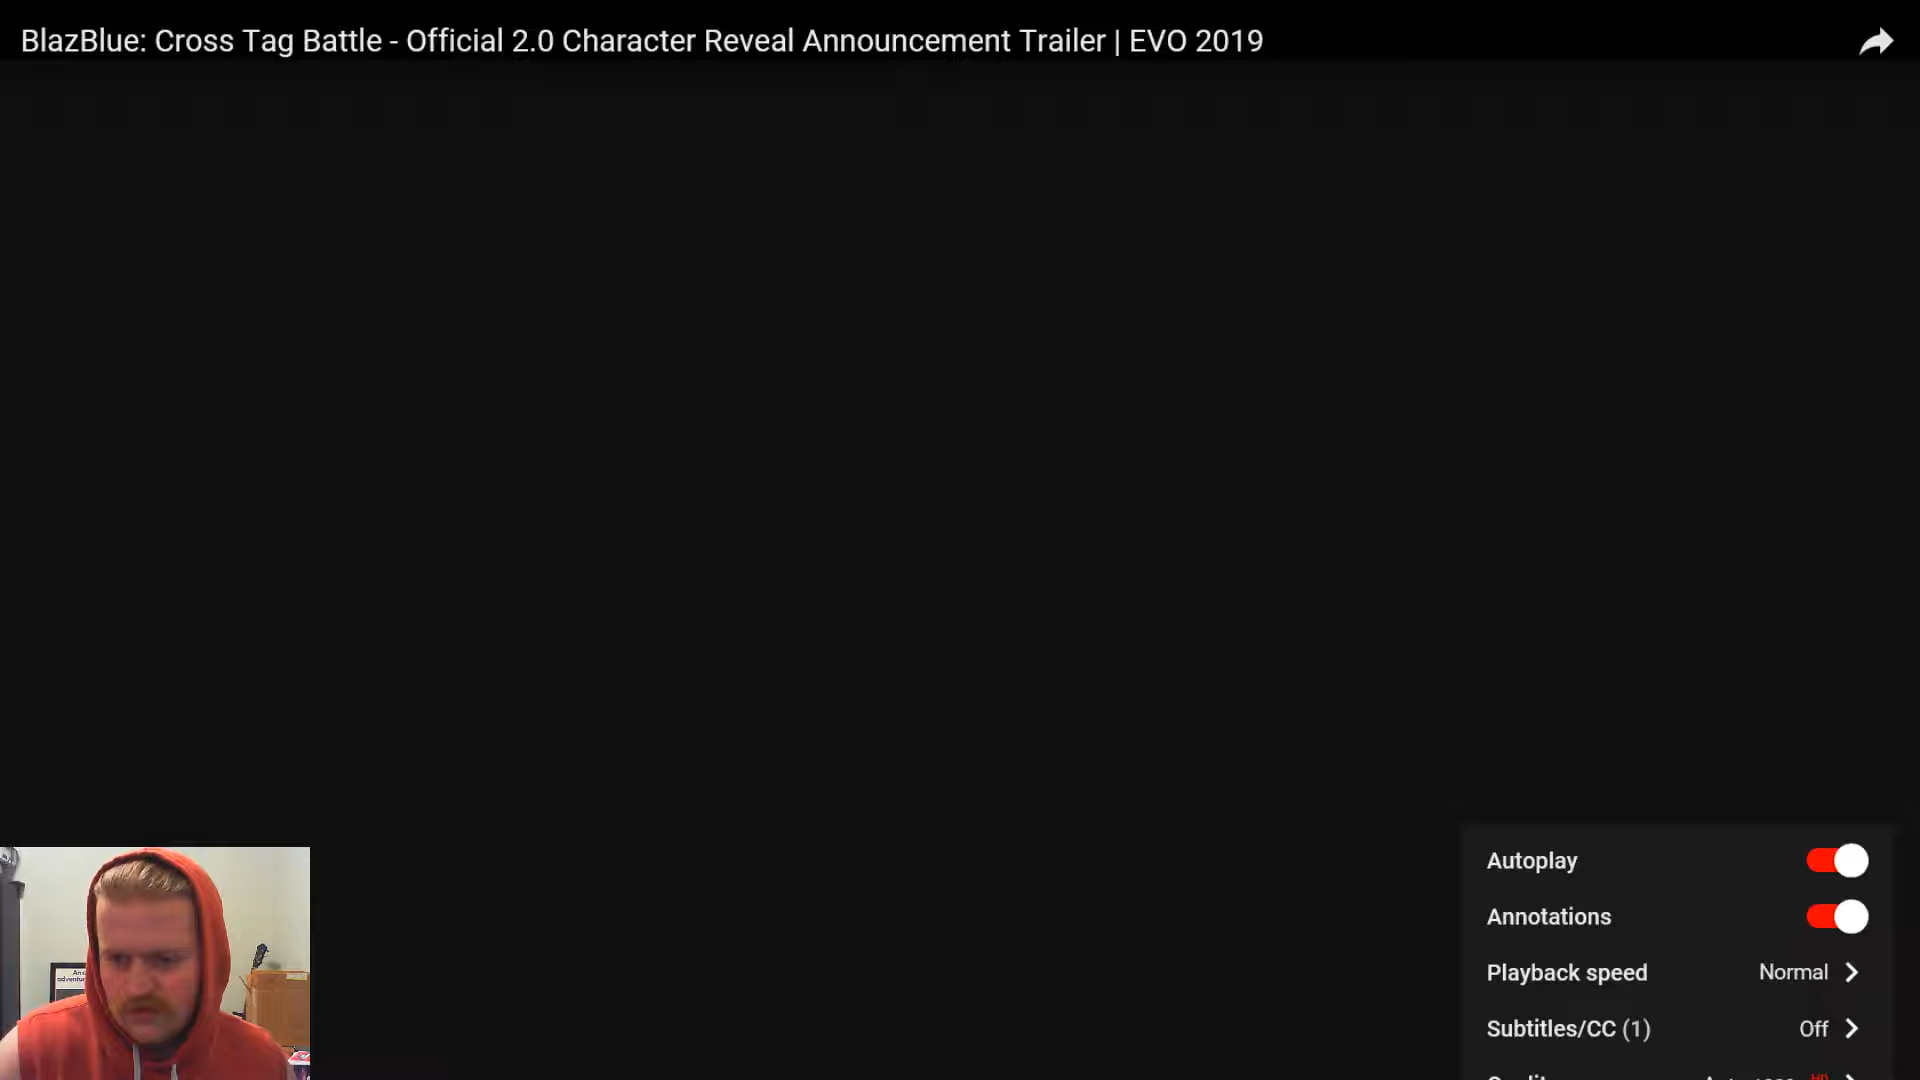 BlazBlue: Cross Tag Battle - Official 2.0 Character Reveal Announcement Trailer | EVO 2019
Autoplay
Annotations
Playback speed Normal
Subtitles/CC (1) Off